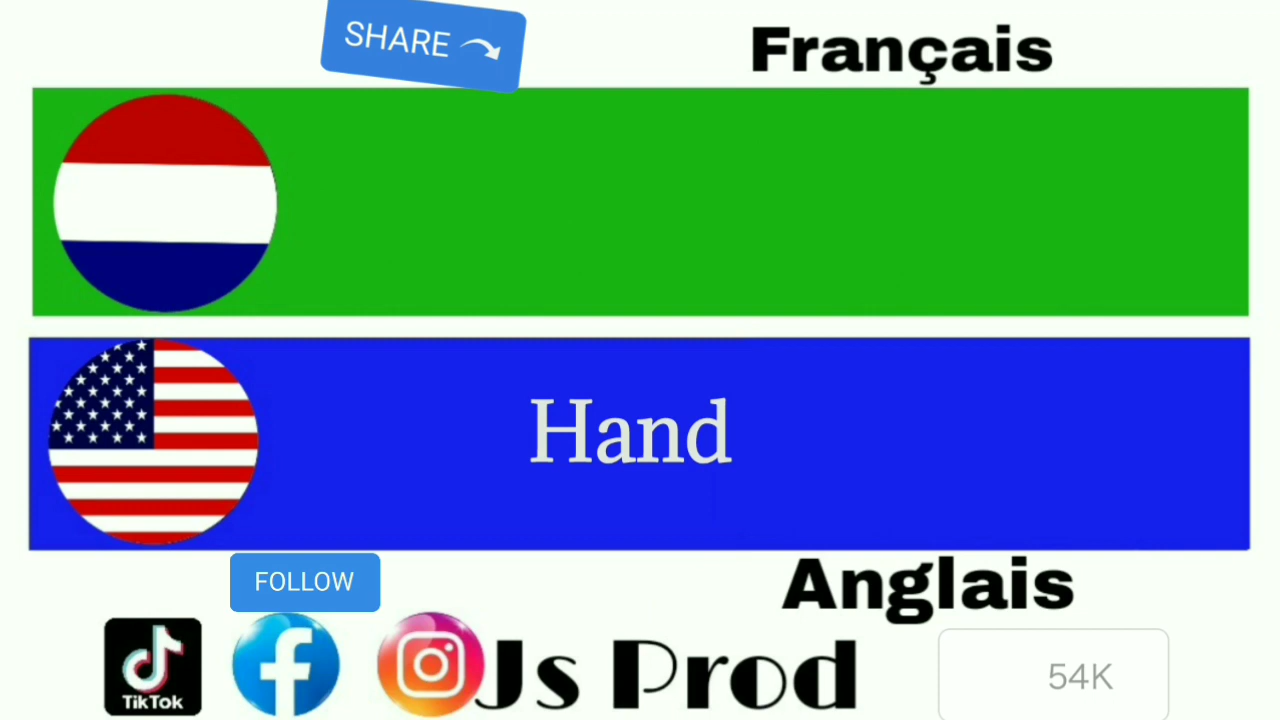 SHARE
Français
Hand
FOLLOW
Anglais
TikTok
Js Prod
54K